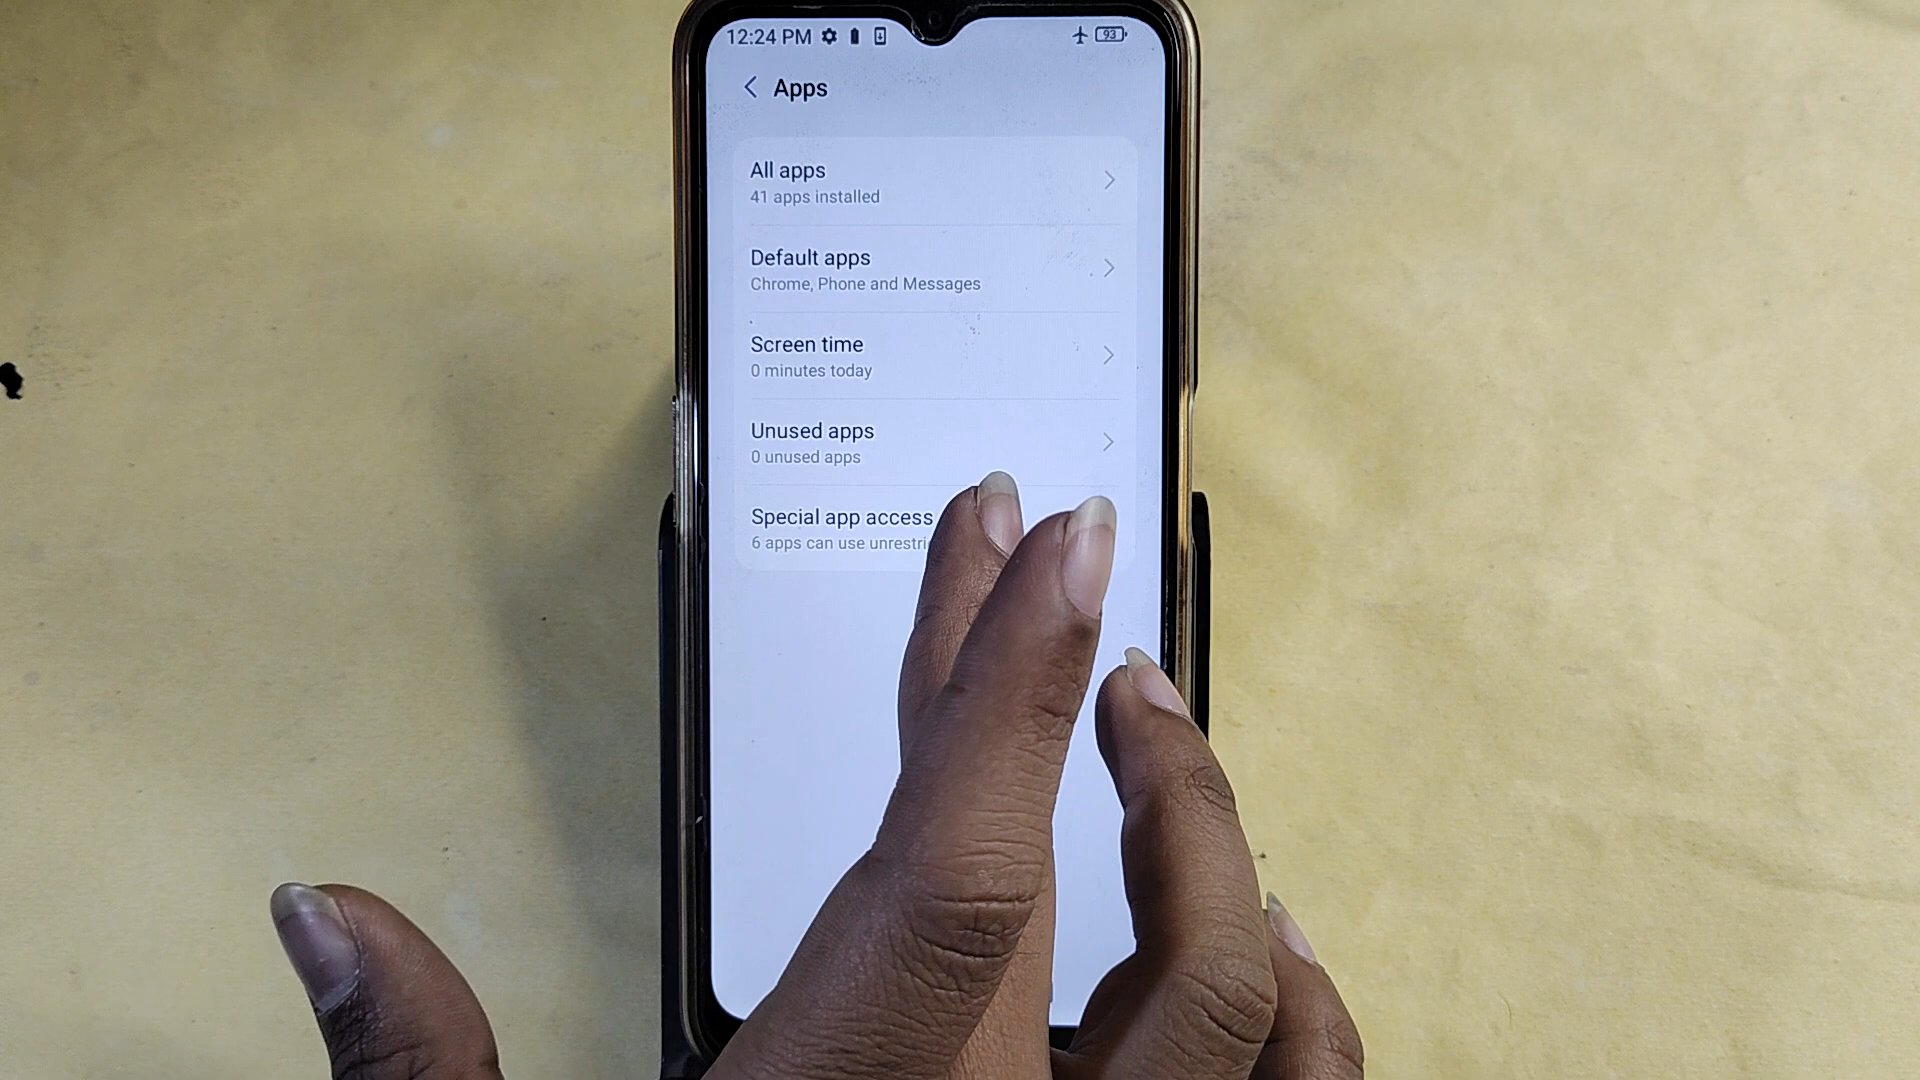 12:24 PM 93
Apps
All apps
41 apps installed
Default apps
Chrome, Phone and Messages
Screen time
0 minutes today
Unused apps
0 unused apps
Special app access
6 apps can use